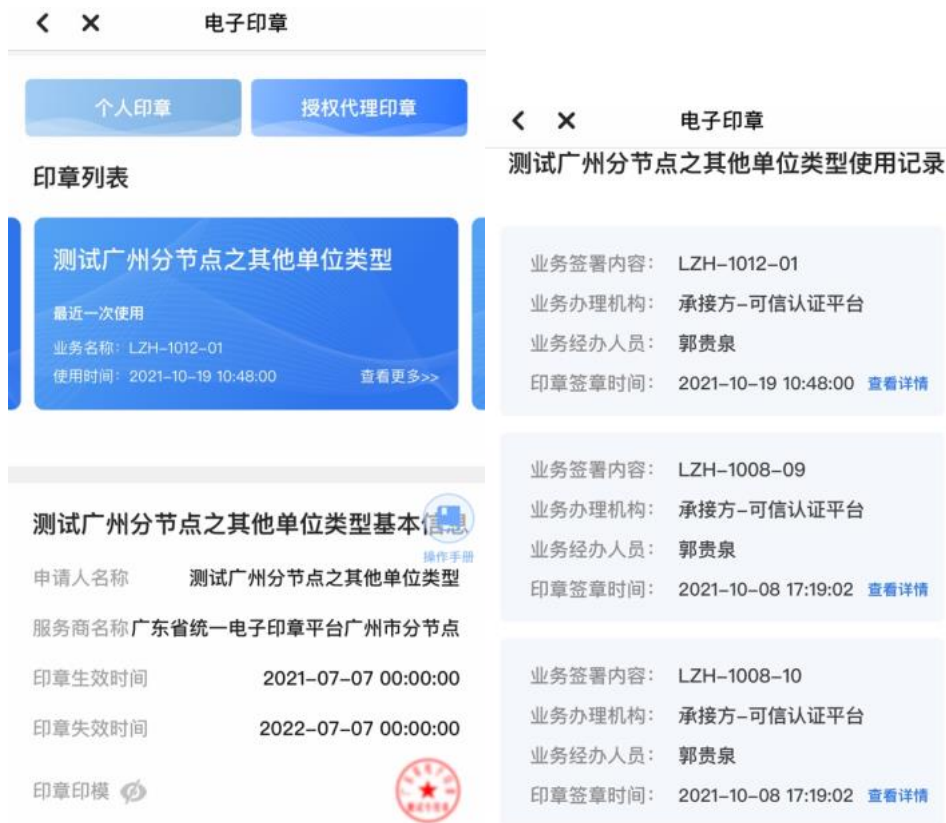 电子印章
个人印章
授权代理印章
印章列表
测试广州分节点之其他单位类型
最近一次使用
业务名称：LZH-1012-01
使用时间：2021-10-19 10:48:00
查看更多>>
测试广州分节点之其他单位类型基本信息
操作手册
申请人名称 测试广州分节点之其他单位类型
服务商名称 广东省统一电子印章平台广州市分节点
印章生效时间 2021-07-07 00:00:00
印章失效时间 2022-07-07 00:00:00
印章印模
电子印章
测试广州分节点之其他单位类型使用记录
业务签署内容： LZH-1012-01
业务办理机构： 承接方-可信认证平台
业务经办人员： 郭贵泉
印章签章时间： 2021-10-19 10:48:00 查看详情
业务签署内容： LZH-1008-09
业务办理机构： 承接方-可信认证平台
业务经办人员： 郭贵泉
印章签章时间： 2021-10-08 17:19:02 查看详情
业务签署内容： LZH-1008-10
业务办理机构： 承接方-可信认证平台
业务经办人员： 郭贵泉
印章签章时间： 2021-10-08 17:19:02 查看详情